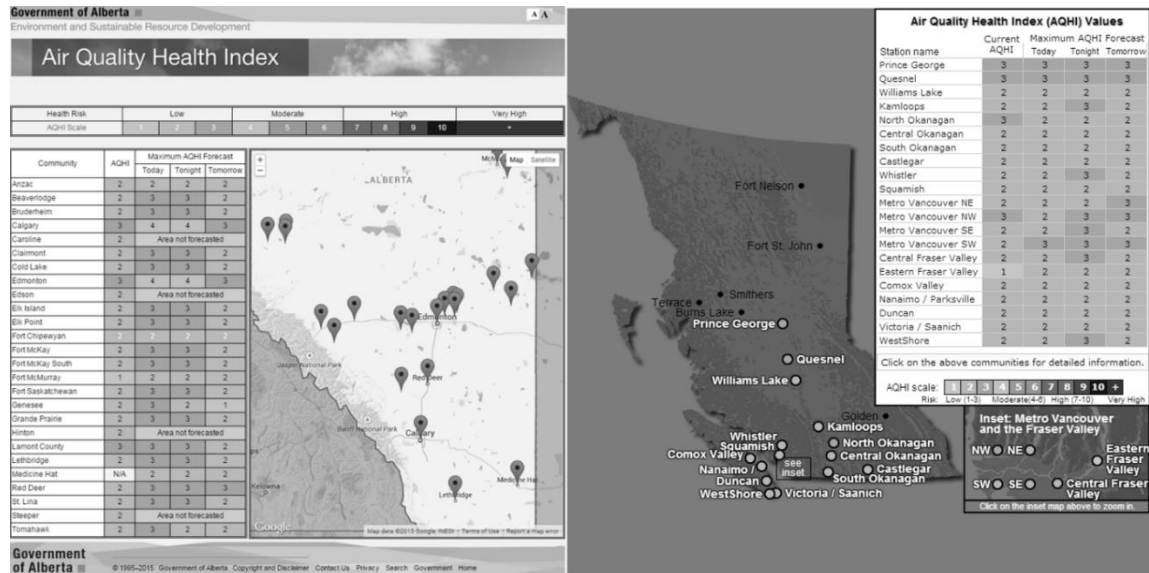 Government of Alberta
A A
Environment and Sustainable Resource Development
Air Quality Health Index
Health Risk Low Moderate High Very High
AQHI Scale 1 2 3 4 5 6 7 8 9 10 +
Community AQHI Maximum AQHI Forecast
Today Tonight Tomorrow
Anzac 2 2 2 2
Beaverlodge 2 3 3 2
Bruderheim 2 3 3 2
Calgary 3 4 4 3
Caroline 2 Area not forecasted
Clairmont 2 3 3 2
Cold Lake 2 3 3 2
Edmonton 3 4 4 3
Edson 2 Area not forecasted
Elk Island 2 3 3 2
Elk Point 2 3 3 2
Fort Chipewyan 2 2 2 2
Fort McKay 2 3 3 2
Fort McKay South 2 3 3 2
Fort McMurray 1 2 2 2
Fort Saskatchewan 2 3 3 2
Genesee 2 3 2 1
Grande Prairie 2 3 3 2
Hinton 2 Area not forecasted
Lamont County 3 3 3 2
Lethbridge 2 3 3 2
Medicine Hat N/A 2 2 2
Red Deer 2 3 3 3
St. Lina 2 3 3 2
Steeper 2 Area not forecasted
Tomahawk 2 3 2 2
+
−
Map Satellite
ALBERTA
Edmonton
Jasper National Park
Red Deer
Banff National Park
Calgary
Medicine Hat
Lethbridge
Kelowna
Google
Map data ©2015 Google, INEGI Terms of Use Report a map error
Government
of Alberta
© 1995–2015 Government of Alberta Copyright and Disclaimer Contact Us Privacy Search Government Home
Air Quality Health Index (AQHI) Values
Current Maximum AQHI Forecast
Station name AQHI Today Tonight Tomorrow
Prince George 3 3 3 3
Quesnel 3 3 3 3
Williams Lake 2 2 2 2
Kamloops 2 2 3 2
North Okanagan 3 2 2 2
Central Okanagan 2 2 2 2
South Okanagan 2 2 2 2
Castlegar 2 2 2 2
Whistler 2 2 3 2
Squamish 2 2 2 2
Metro Vancouver NE 2 2 2 3
Metro Vancouver NW 3 2 3 3
Metro Vancouver SE 2 2 3 2
Metro Vancouver SW 2 3 3 3
Central Fraser Valley 2 2 3 2
Eastern Fraser Valley 1 2 2 2
Comox Valley 2 2 2 2
Nanaimo / Parksville 2 2 2 2
Duncan 2 2 2 2
Victoria / Saanich 2 2 2 2
WestShore 2 2 3 2
Click on the above communities for detailed information.
AQHI scale: 1 2 3 4 5 6 7 8 9 10 +
Risk: Low (1-3) Moderate(4-6) High (7-10) Very High
Fort Nelson
Fort St. John
Smithers
Terrace
Burns Lake
Prince George
Quesnel
Williams Lake
Golden
Kamloops
Whistler
Squamish
North Okanagan
Comox Valley
Central Okanagan
see
inset
Castlegar
Nanaimo /
South Okanagan
Duncan
WestShore
Victoria / Saanich
Inset: Metro Vancouver
and the Fraser Valley
NW NE
Eastern
Fraser
Valley
SW SE
Central Fraser
Valley
Click on the inset map above to zoom in.